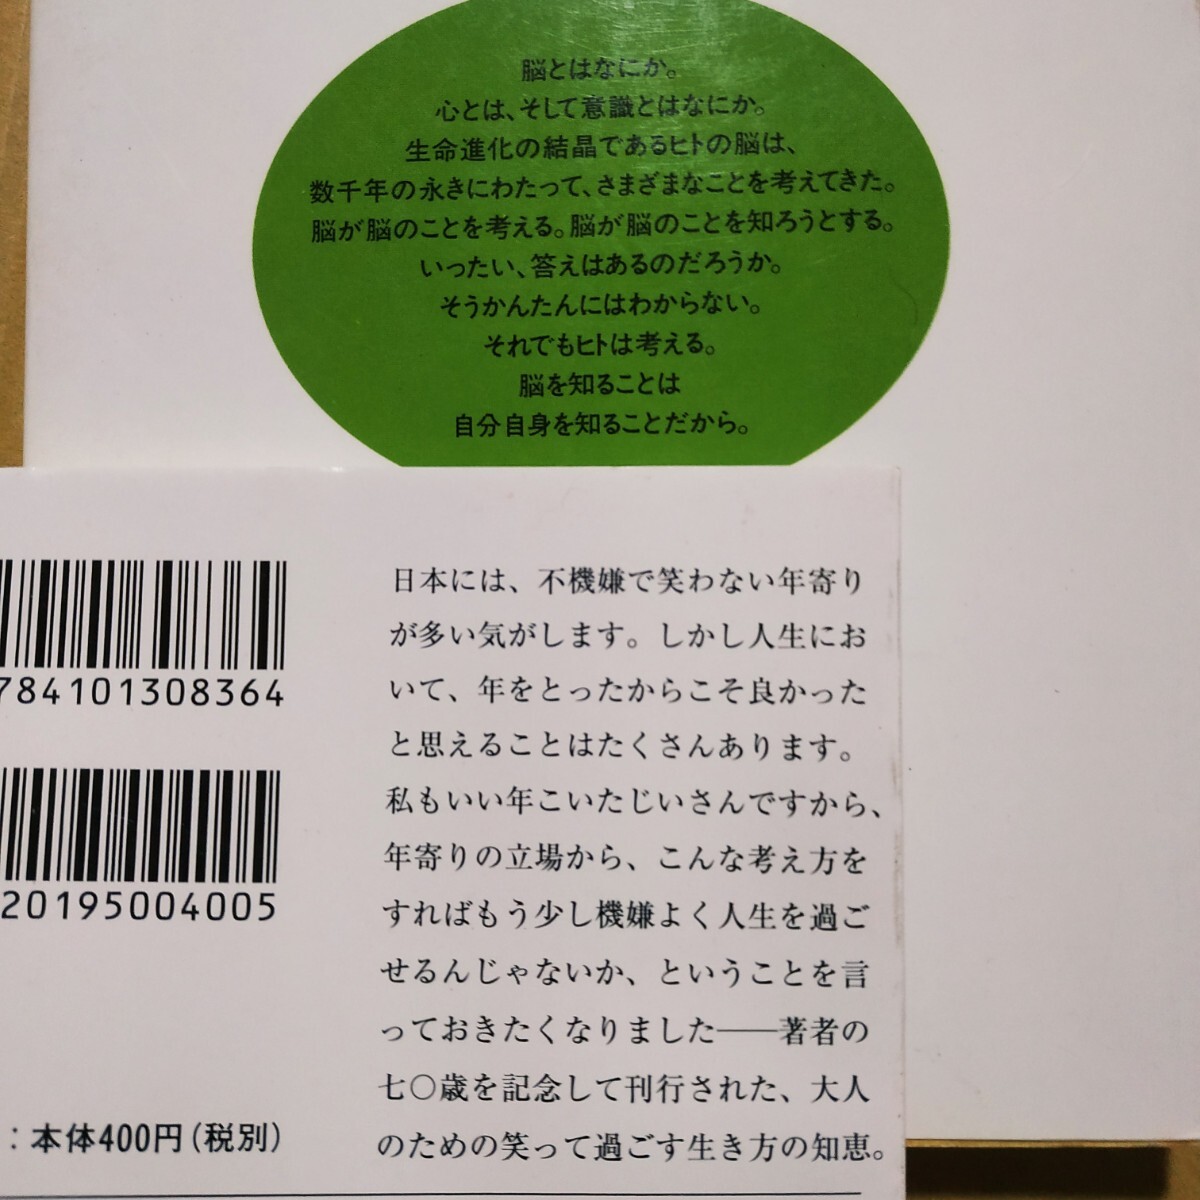 脳とはなにか。
心とは、そして意識とはなにか。
生命進化の結晶であるヒトの脳は、
数千年の永きにわたって、さまざまなことを考えてきた。
脳が脳のことを考える。脳が脳のことを知ろうとする。
いったい、答えはあるのだろうか。
そうかんたんにはわからない。
それでもヒトは考える。
脳を知ることは
自分自身を知ることだから。
784101308364
20195004005
：本体400円（税別）
日本には、不機嫌で笑わない年寄り
が多い気がします。しかし人生にお
いて、年をとったからこそ良かった
と思えることはたくさんあります。
私もいい年こいたじいさんですから、
年寄りの立場から、こんな考え方を
すればもう少し機嫌よく人生を過ご
せるんじゃないか、ということを言
っておきたくなりました――著者の
七〇歳を記念して刊行された、大人
のための笑って過ごす生き方の知恵。